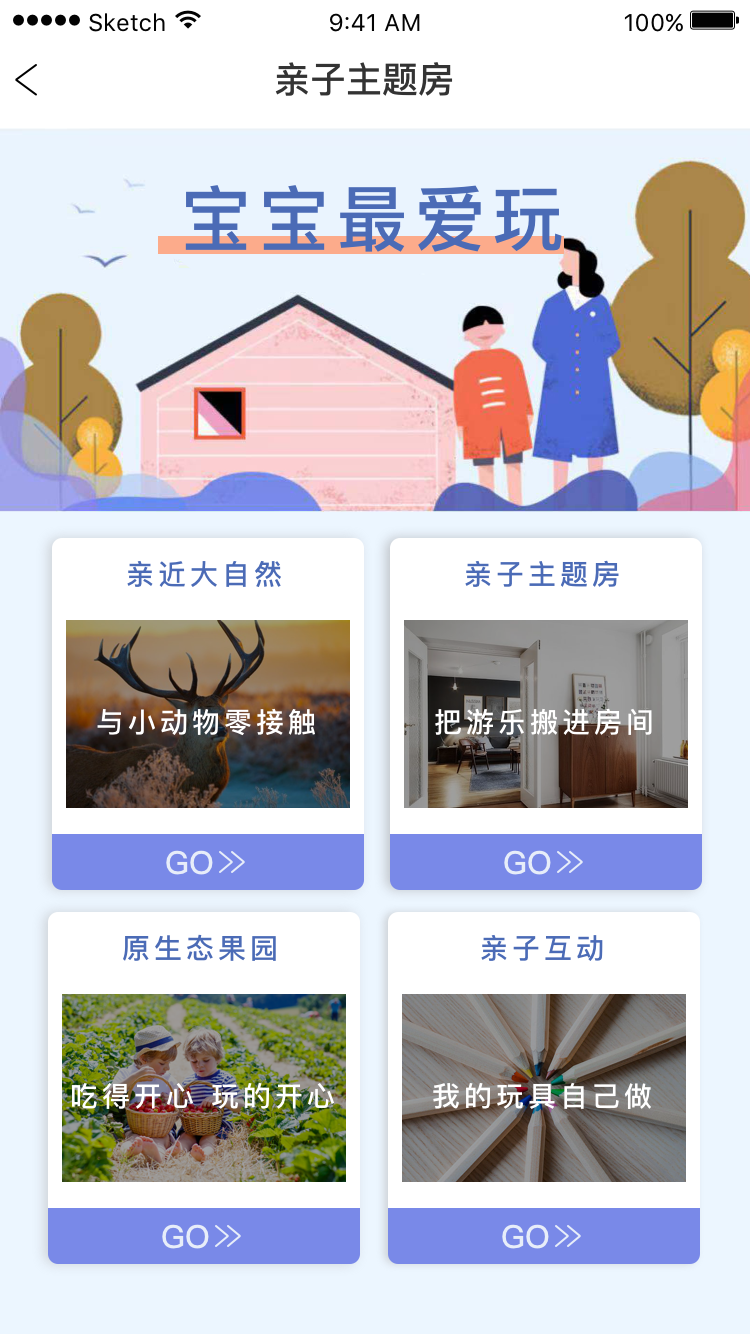 Sketch 9:41 AM 100%
亲子主题房
宝宝最爱玩
亲近大自然
与小动物零接触
GO
亲子主题房
把游乐搬进房间
GO
原生态果园
吃得开心 玩的开心
GO
亲子互动
我的玩具自己做
GO